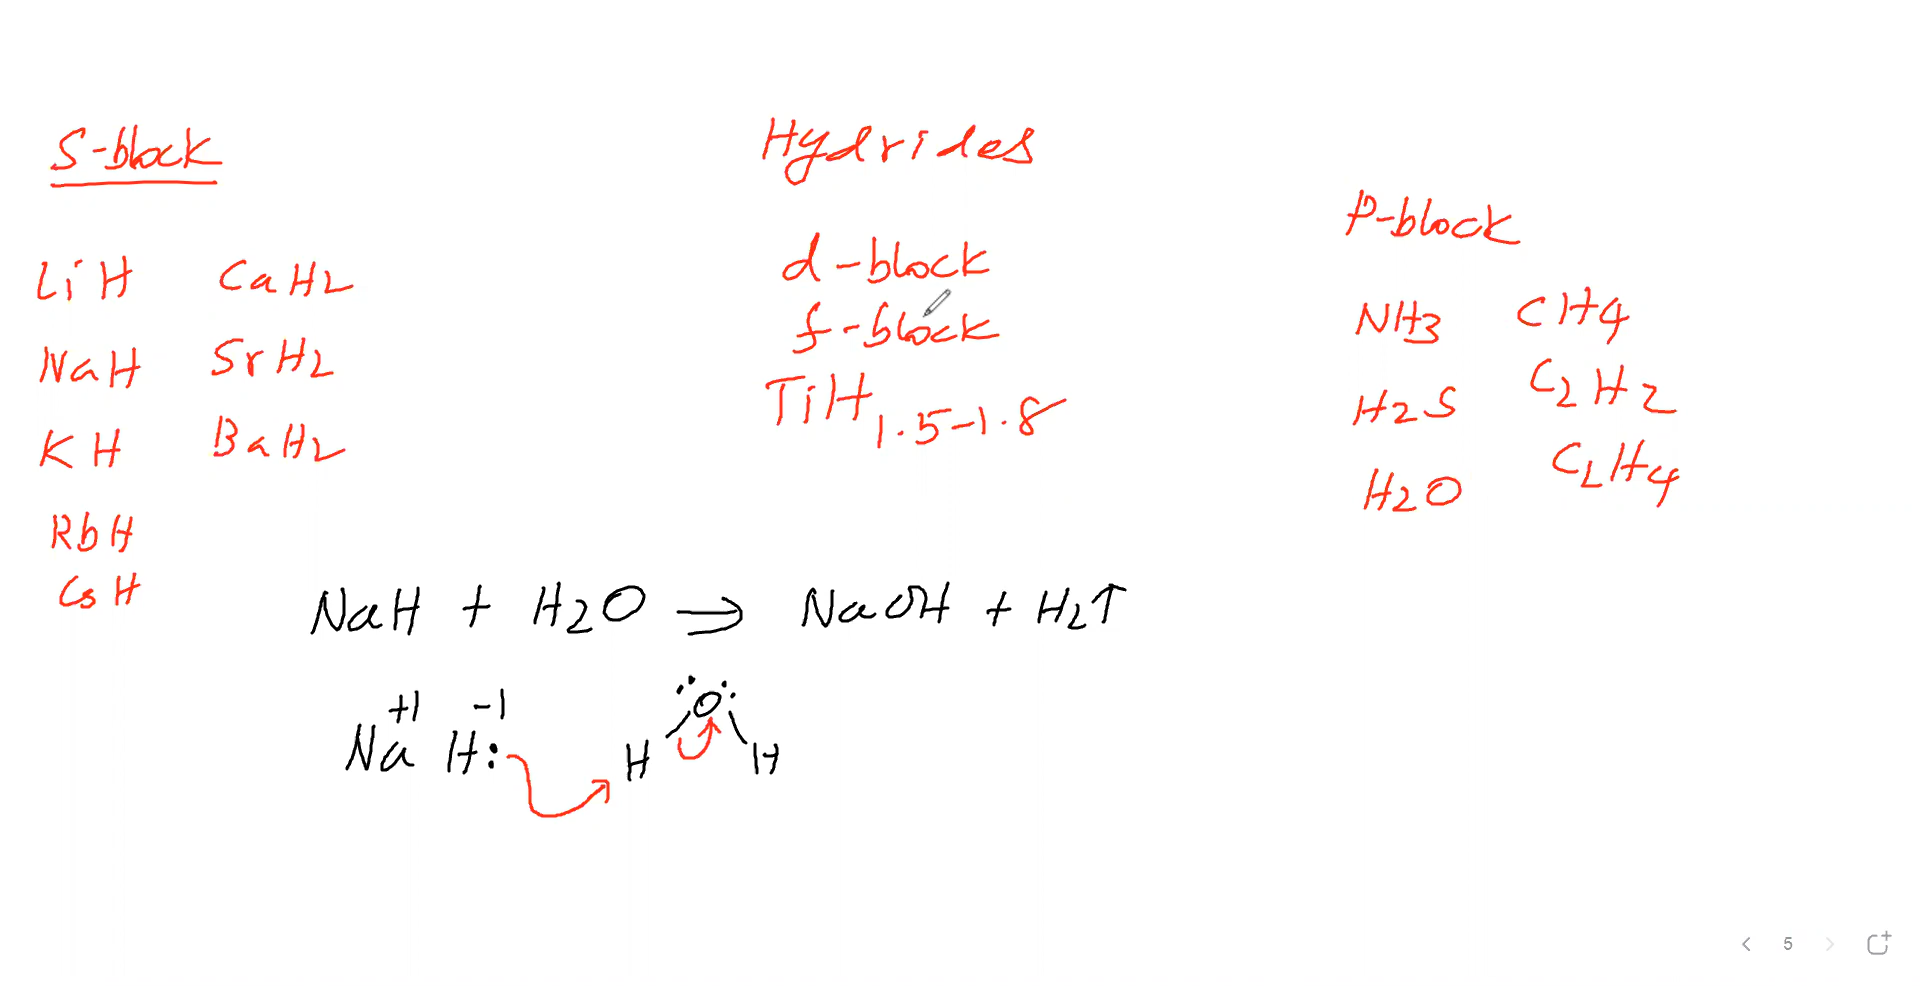 Hydrides
S-block
LiH CaH2
NaH SrH2
KH BaH2
RbH
CsH
d-block
f-block
TiH1.5-1.8
P-block
NH3 CH4
H2S C2H2
H2O C2H4
NaH + H2O → NaOH + H2↑
+1 -1
Na H: H O H
5